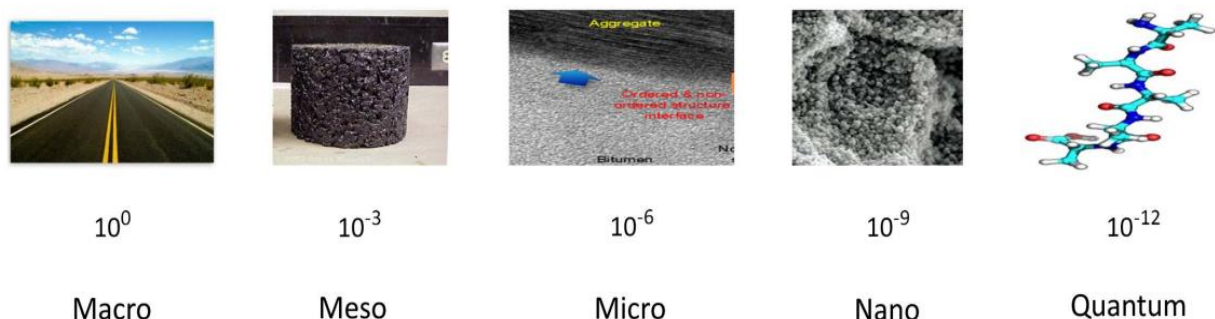 Aggregate
Ordered & non-
ordered structure
interface
Bitumen
10⁰
10⁻³
10⁻⁶
10⁻⁹
10⁻¹²
Macro
Meso
Micro
Nano
Quantum